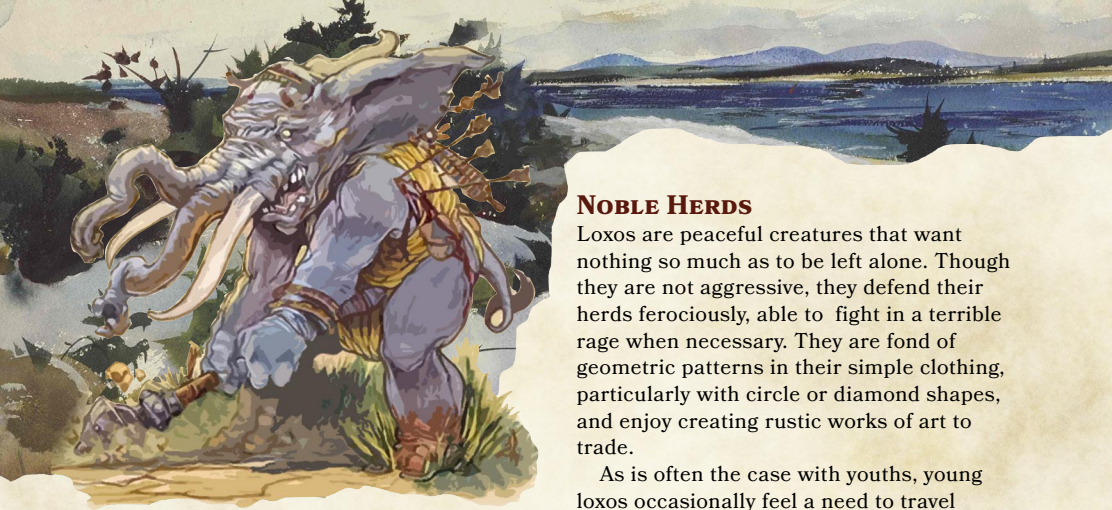 Noble Herds
Loxos are peaceful creatures that want
nothing so much as to be left alone. Though
they are not aggressive, they defend their
herds ferociously, able to  fight in a terrible
rage when necessary. They are fond of
geometric patterns in their simple clothing,
particularly with circle or diamond shapes,
and enjoy creating rustic works of art to
trade.
As is often the case with youths, young
loxos occasionally feel a need to travel